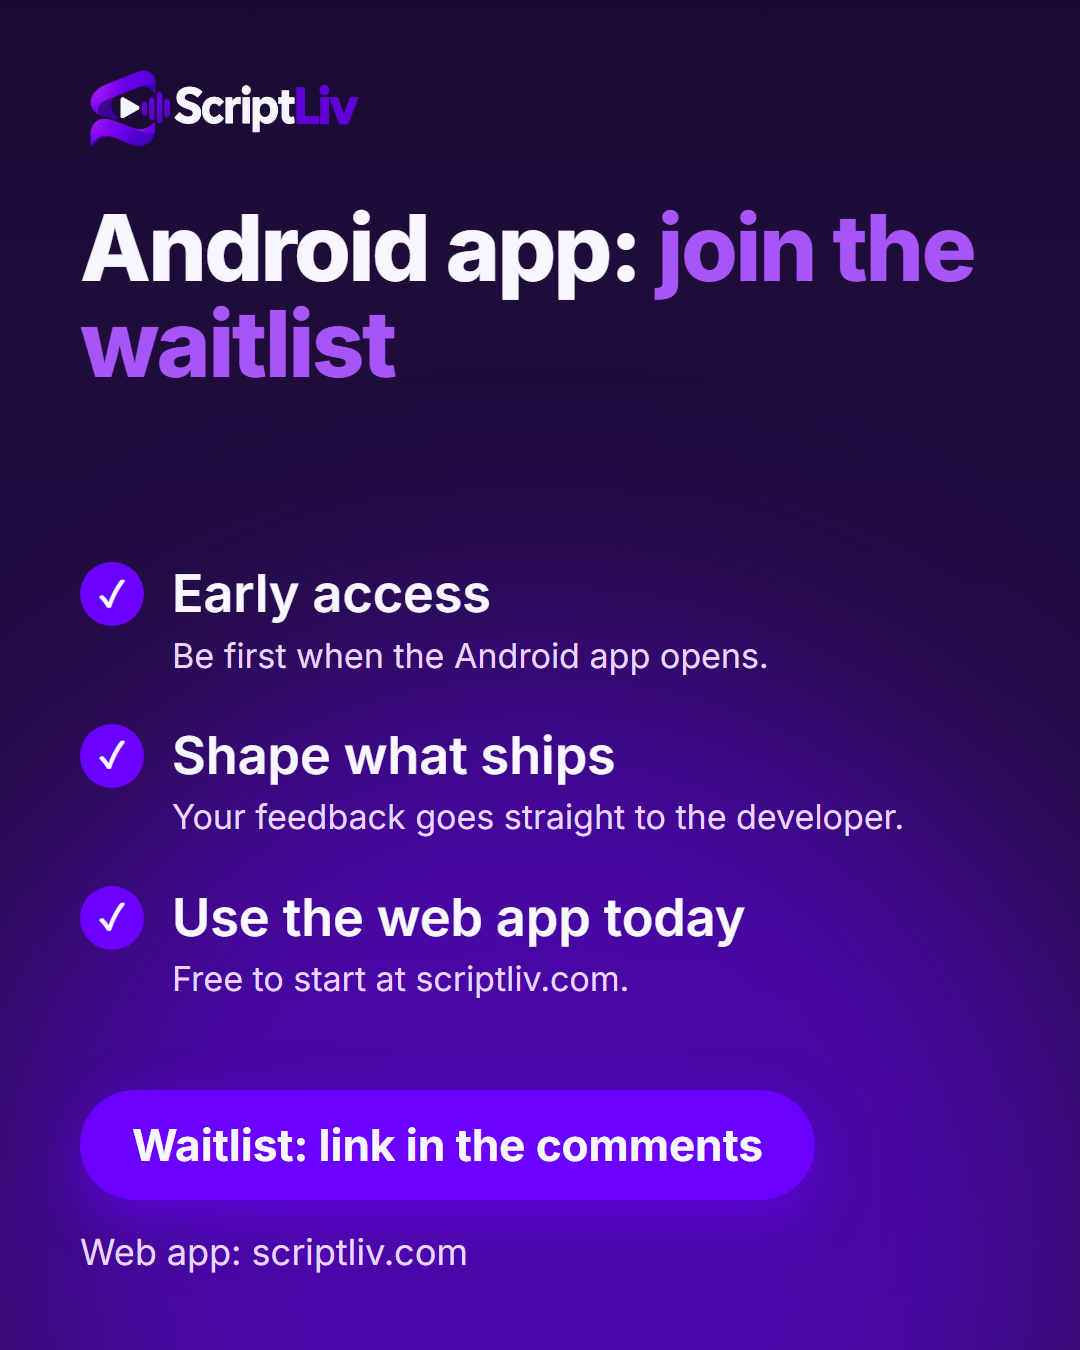 ScriptLiv
Android app: join the
waitlist
✓ Early access
Be first when the Android app opens.
✓ Shape what ships
Your feedback goes straight to the developer.
✓ Use the web app today
Free to start at scriptliv.com.
Waitlist: link in the comments
Web app: scriptliv.com